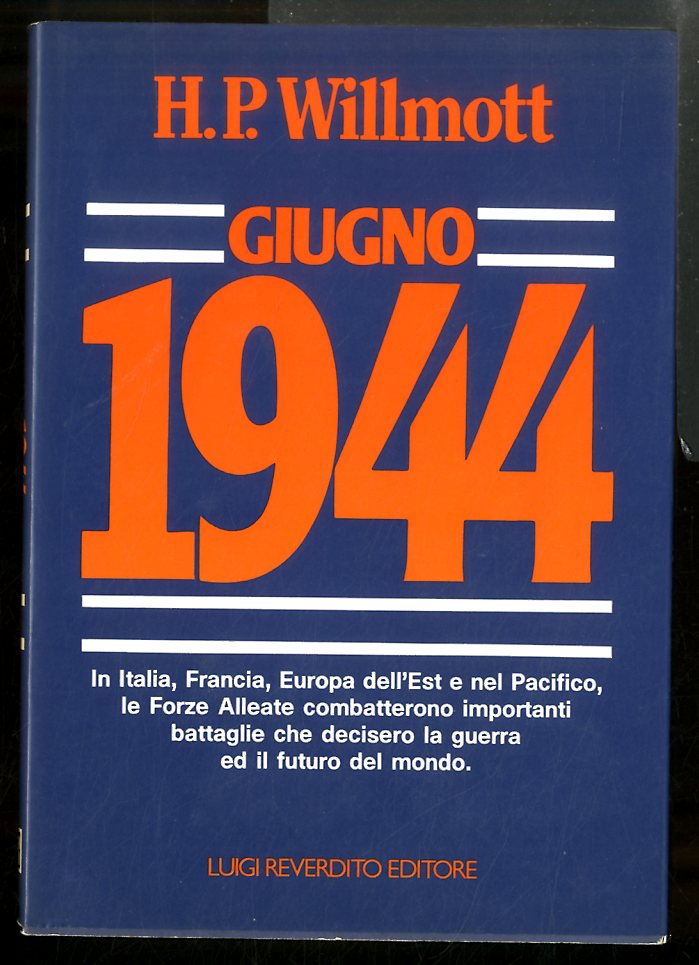 H.P. Willmott
GIUGNO
1944
In Italia, Francia, Europa dell'Est e nel Pacifico,
le Forze Alleate combatterono importanti
battaglie che decisero la guerra
ed il futuro del mondo.
LUIGI REVERDITO EDITORE